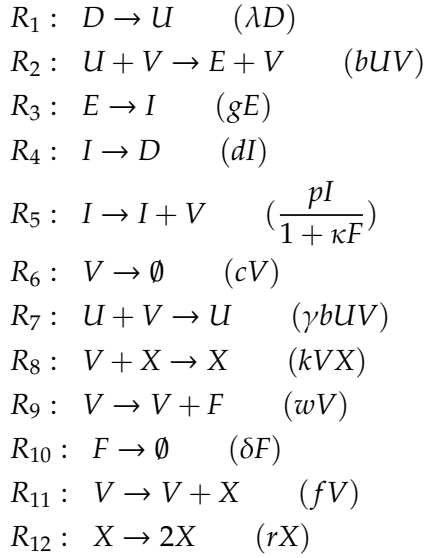 R₁ : D → U (λD)
R₂ : U + V → E + V (bUV)
R₃ : E → I (gE)
R₄ : I → D (dI)
R₅ : I → I + V (pI / 1 + κF)
R₆ : V → ∅ (cV)
R₇ : U + V → U (γbUV)
R₈ : V + X → X (kVX)
R₉ : V → V + F (wV)
R₁₀ : F → ∅ (δF)
R₁₁ : V → V + X (fV)
R₁₂ : X → 2X (rX)